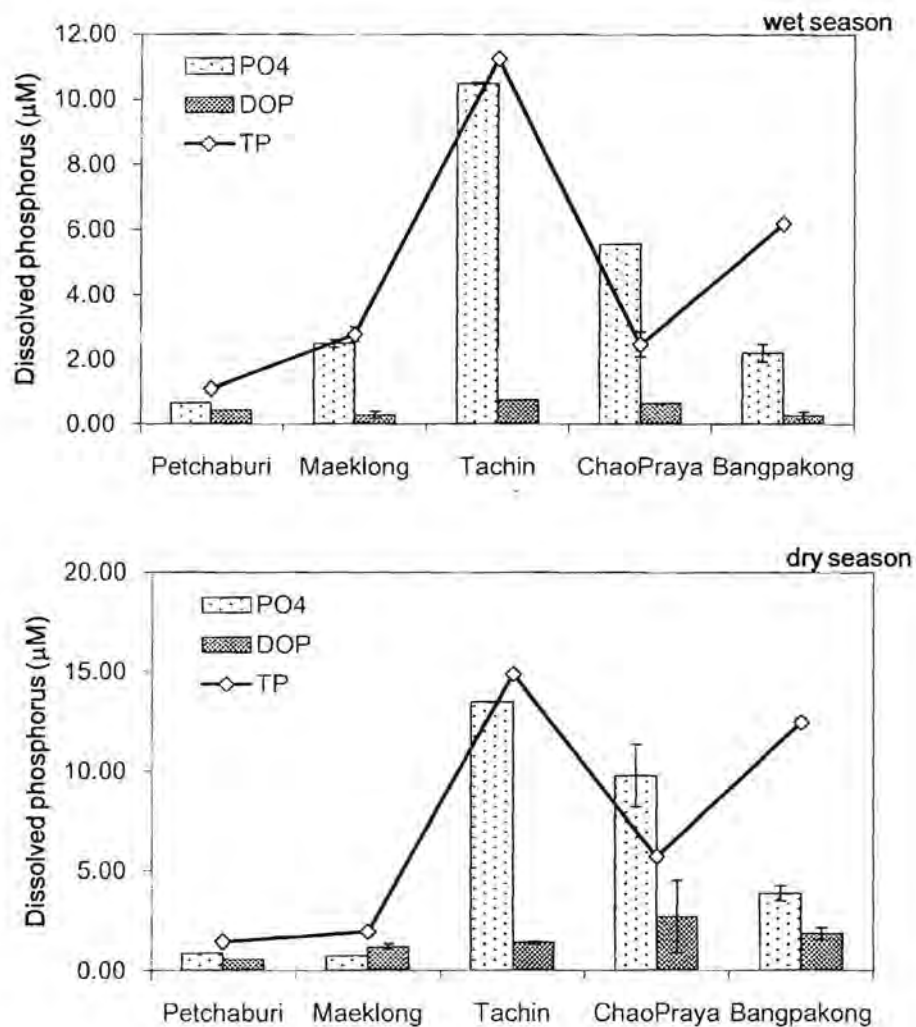 wet season
12.00
10.00
8.00
6.00
4.00
2.00
0.00
Dissolved phosphorus (µM)
PO4
DOP
TP
Petchaburi Maeklong Tachin ChaoPraya Bangpakong
dry season
20.00
15.00
10.00
5.00
0.00
Dissolved phosphorus (µM)
PO4
DOP
TP
Petchaburi Maeklong Tachin ChaoPraya Bangpakong